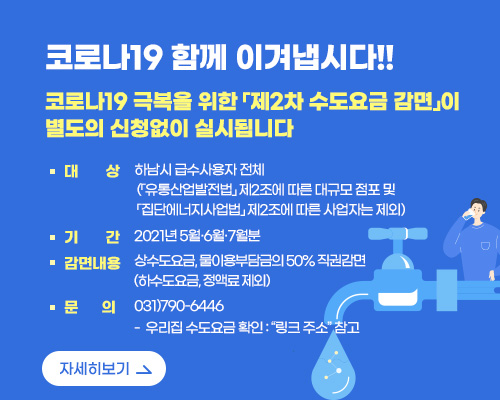 코로나19 함께 이겨냅시다!!
코로나19 극복을 위한 「제2차 수도요금 감면」이
별도의 신청없이 실시됩니다
▪ 대 상 하남시 급수사용자 전체
(「유통산업발전법」 제2조에 따른 대규모 점포 및
「집단에너지사업법」 제2조에 따른 사업자는 제외)
▪ 기 간 2021년 5월·6월·7월분
▪ 감면내용 상수도요금, 물이용부담금의 50% 직권감면
(하수도요금, 정액료 제외)
▪ 문 의 031)790-6446
- 우리집 수도요금 확인 : “링크 주소” 참고
자세히보기